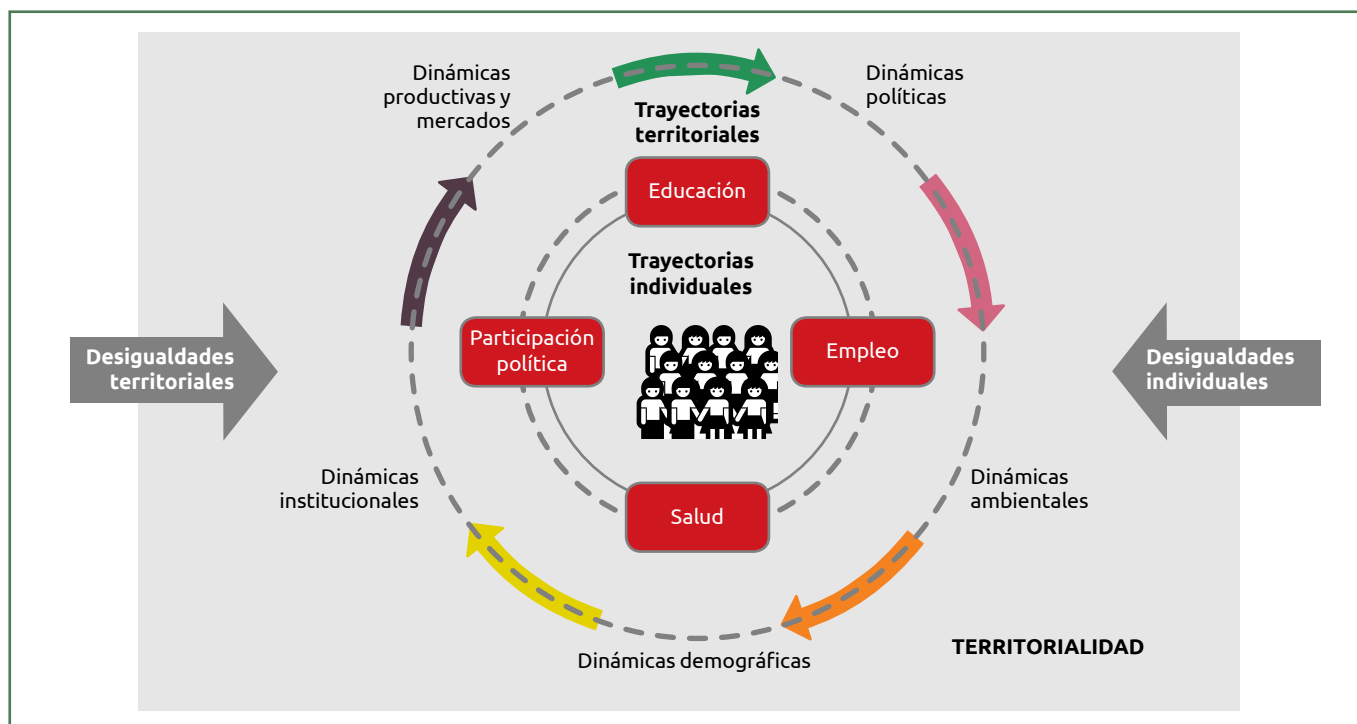 Dinámicas
productivas y
mercados
Dinámicas
políticas
Trayectorias
territoriales
Educación
Trayectorias
individuales
Participación
política
Empleo
Desigualdades
territoriales
Desigualdades
individuales
Dinámicas
institucionales
Dinámicas
ambientales
Salud
TERRITORIALIDAD
Dinámicas demográficas